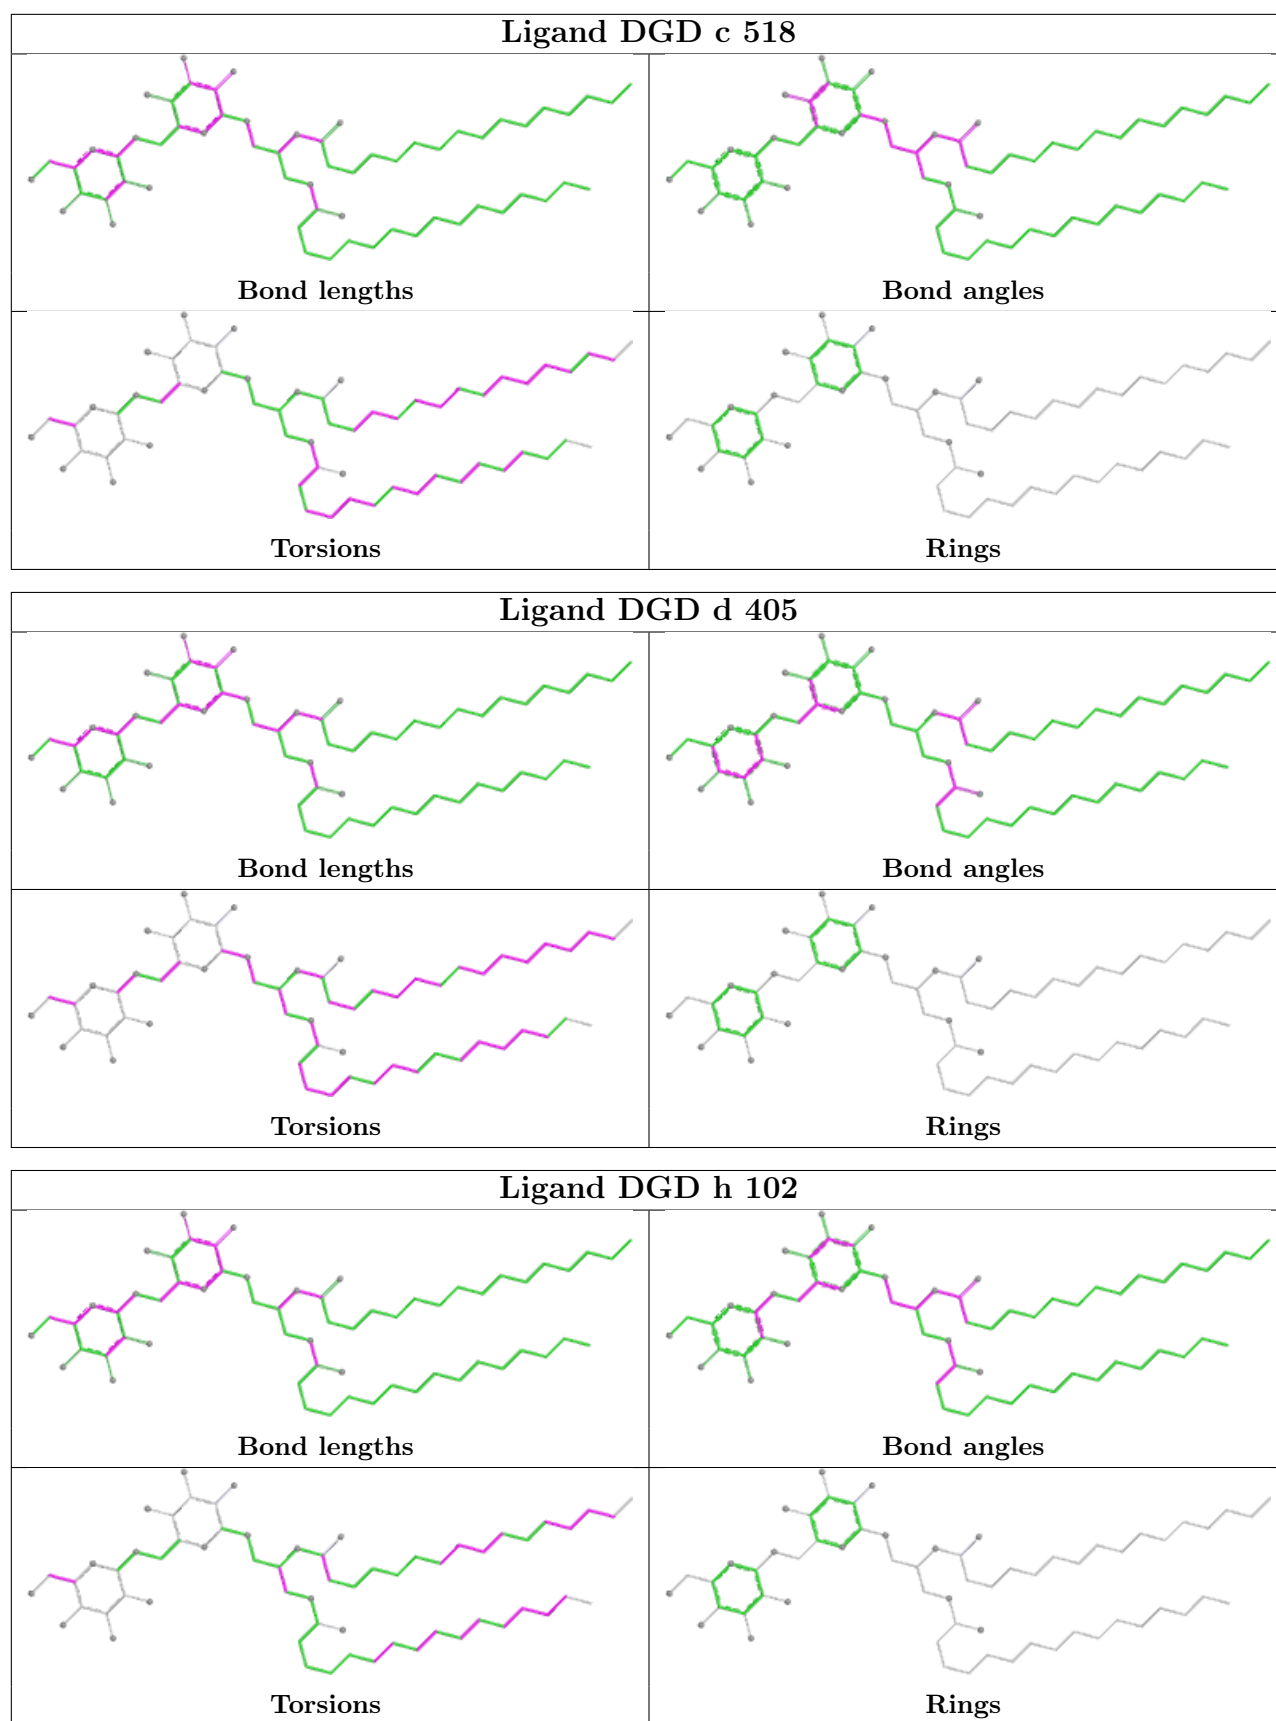 Ligand DGD c 518
Bond lengths
Bond angles
Torsions
Rings
Ligand DGD d 405
Bond lengths
Bond angles
Torsions
Rings
Ligand DGD h 102
Bond lengths
Bond angles
Torsions
Rings